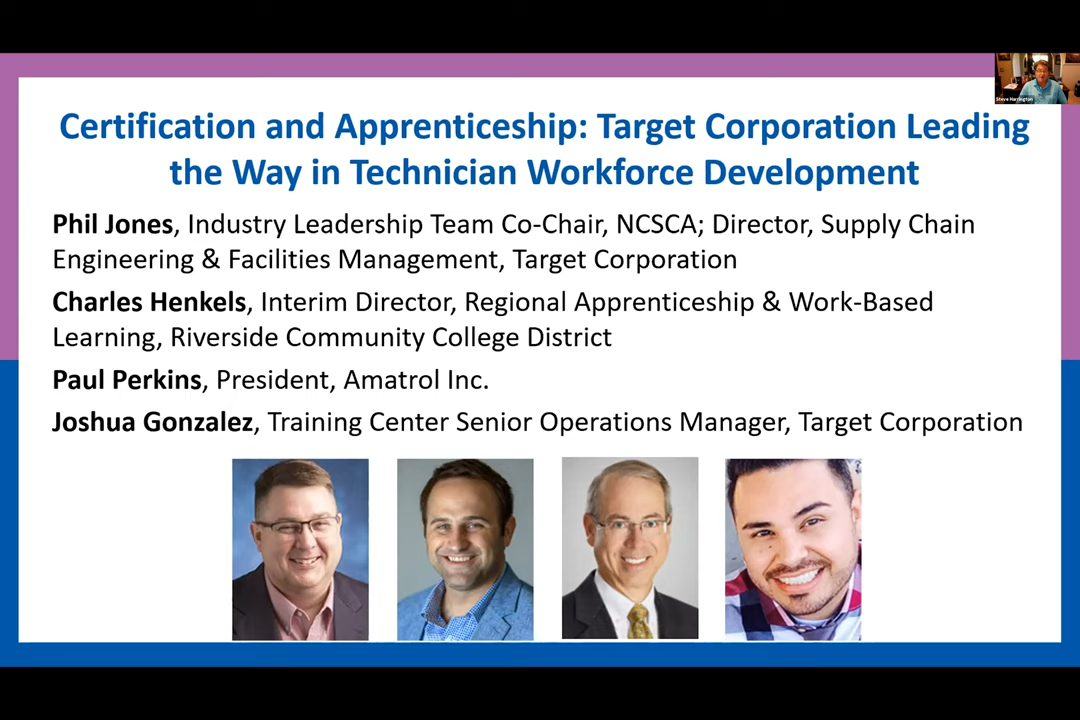 Steve Harrington
Certification and Apprenticeship: Target Corporation Leading
the Way in Technician Workforce Development
Phil Jones, Industry Leadership Team Co-Chair, NCSCA; Director, Supply Chain
Engineering & Facilities Management, Target Corporation
Charles Henkels, Interim Director, Regional Apprenticeship & Work-Based
Learning, Riverside Community College District
Paul Perkins, President, Amatrol Inc.
Joshua Gonzalez, Training Center Senior Operations Manager, Target Corporation